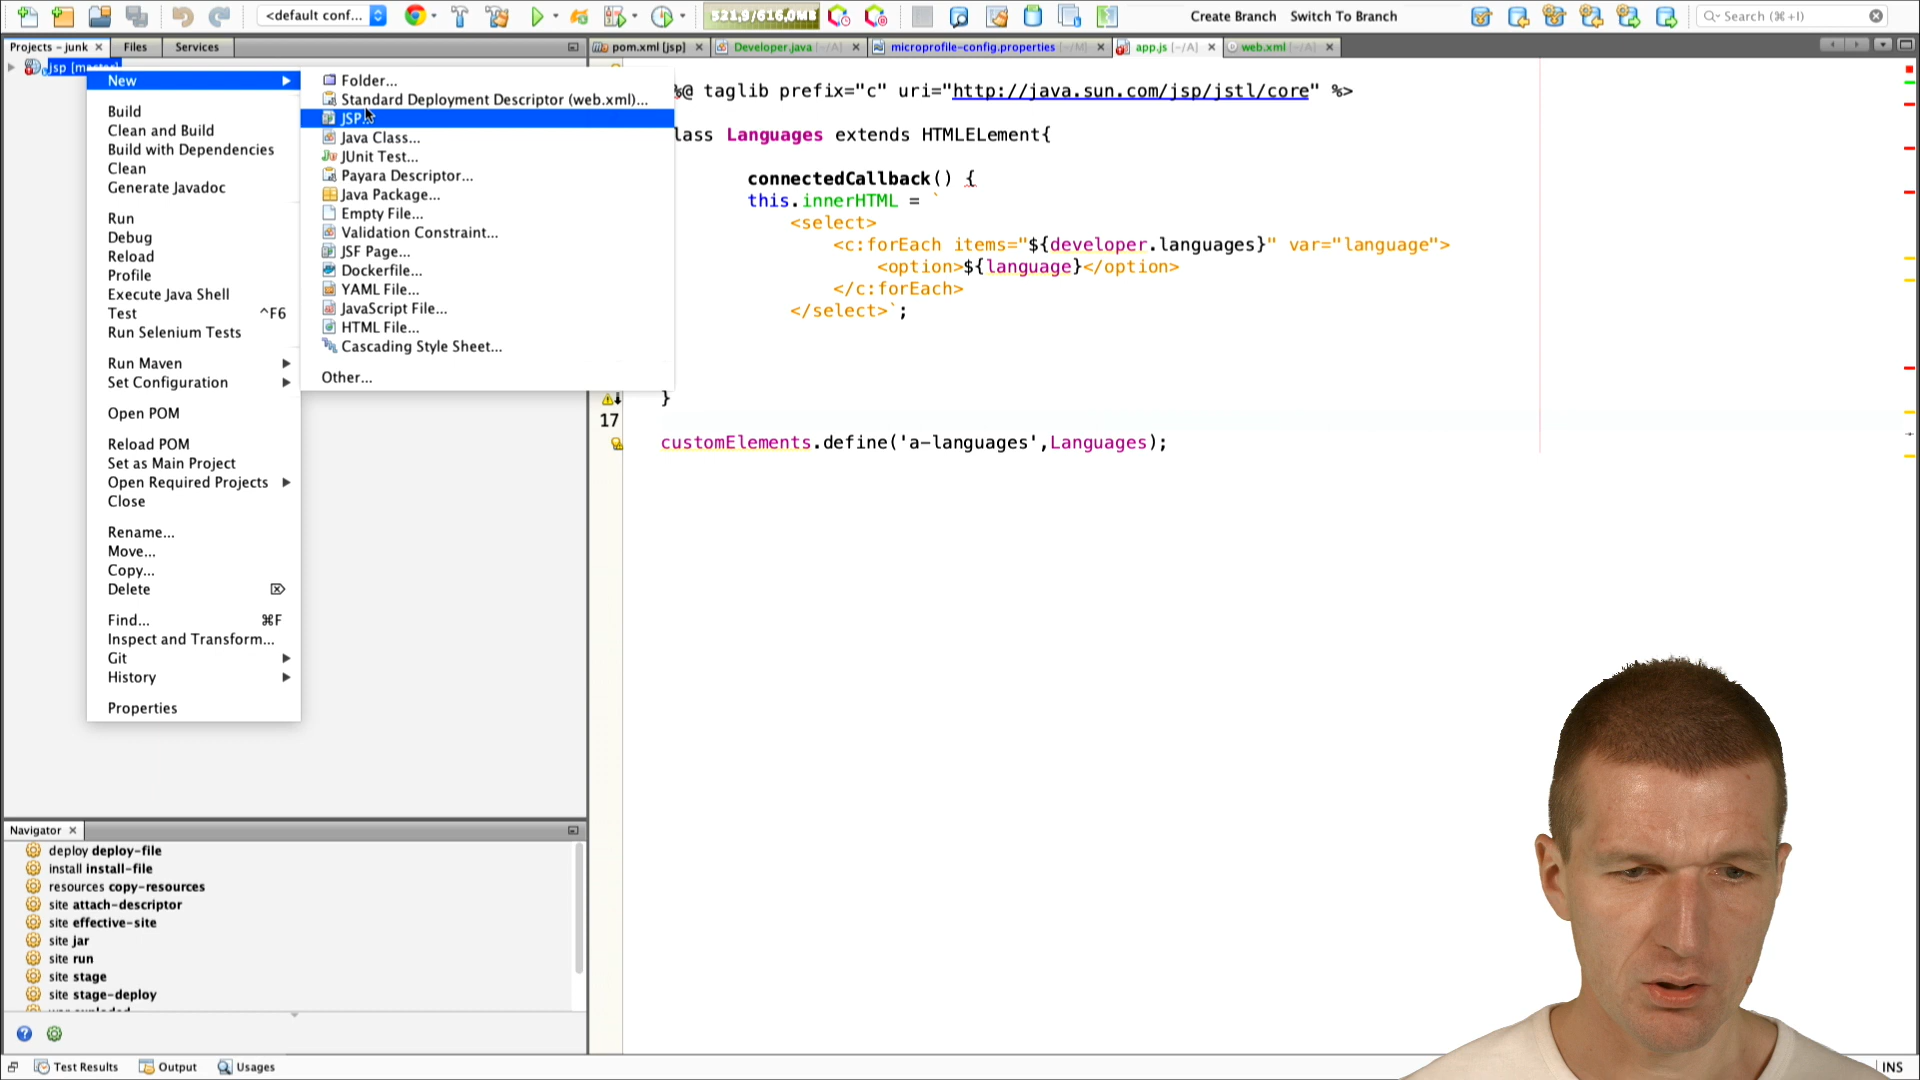 <default conf...
521,9/616,0MB
Create Branch Switch To Branch
Search (⌘+I)
Projects – junk
Files
Services
pom.xml [jsp]
Developer.java [~/A]
microprofile-config.properties [~/M]
app.js [~/A]
web.xml [~/A]
jsp [master]
New
Build
Clean and Build
Build with Dependencies
Clean
Generate Javadoc
Run
Debug
Reload
Profile
Execute Java Shell
Test ^F6
Run Selenium Tests
Run Maven
Set Configuration
Open POM
Reload POM
Set as Main Project
Open Required Projects
Close
Rename...
Move...
Copy...
Delete ⌦
Find... ⌘F
Inspect and Transform...
Git
History
Properties
Folder...
Standard Deployment Descriptor (web.xml)...
JSP...
Java Class...
JUnit Test...
Payara Descriptor...
Java Package...
Empty File...
Validation Constraint...
JSF Page...
Dockerfile...
YAML File...
JavaScript File...
HTML File...
Cascading Style Sheet...
Other...
%@ taglib prefix="c" uri="http://java.sun.com/jsp/jstl/core" %>
lass Languages extends HTMLELement{
connectedCallback() {
this.innerHTML = `
<select>
<c:forEach items="${developer.languages}" var="language">
<option>${language}</option>
</c:forEach>
</select>`;
}
17
customElements.define('a-languages',Languages);
Navigator
deploy deploy-file
install install-file
resources copy-resources
site attach-descriptor
site effective-site
site jar
site run
site stage
site stage-deploy
Test Results
Output
Usages
INS